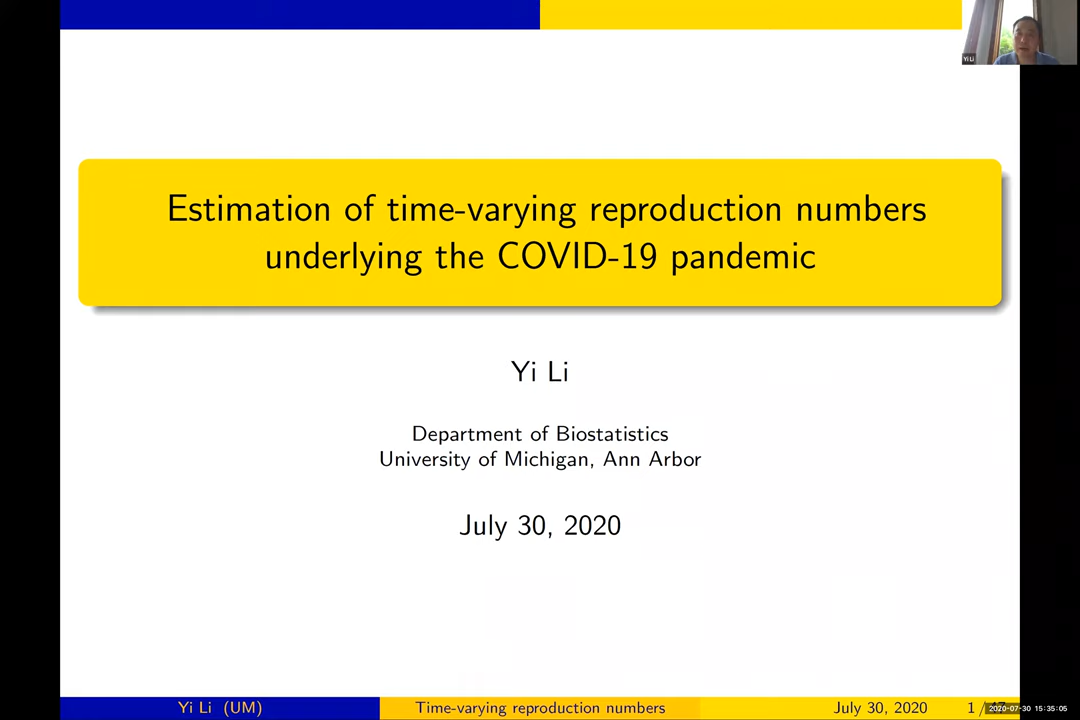 Yi Li
Estimation of time-varying reproduction numbers
underlying the COVID-19 pandemic
Yi Li
Department of Biostatistics
University of Michigan, Ann Arbor
July 30, 2020
Yi Li (UM)
Time-varying reproduction numbers
July 30, 2020
1 /
2020-07-30 15:35:05